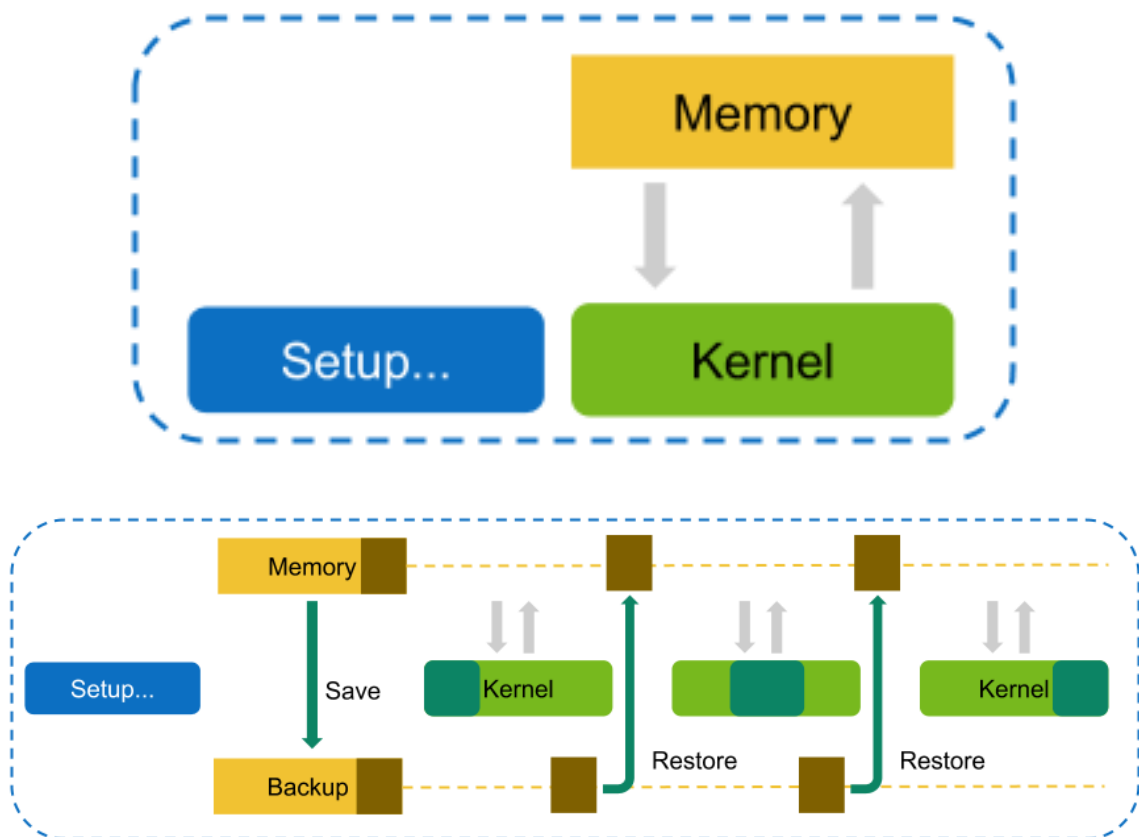 Memory
Setup...
Kernel
Memory
Setup...
Save
Kernel
Kernel
Restore
Restore
Backup